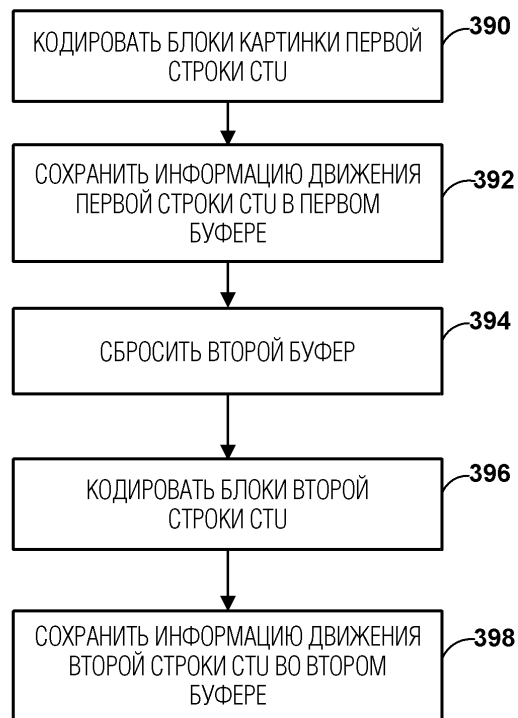 КОДИРОВАТЬ БЛОКИ КАРТИНКИ ПЕРВОЙ
СТРОКИ CTU
390
СОХРАНИТЬ ИНФОРМАЦИЮ ДВИЖЕНИЯ
ПЕРВОЙ СТРОКИ CTU В ПЕРВОМ
БУФЕРЕ
392
СБРОСИТЬ ВТОРОЙ БУФЕР
394
КОДИРОВАТЬ БЛОКИ ВТОРОЙ
СТРОКИ CTU
396
СОХРАНИТЬ ИНФОРМАЦИЮ ДВИЖЕНИЯ
ВТОРОЙ СТРОКИ CTU ВО ВТОРОМ
БУФЕРЕ
398